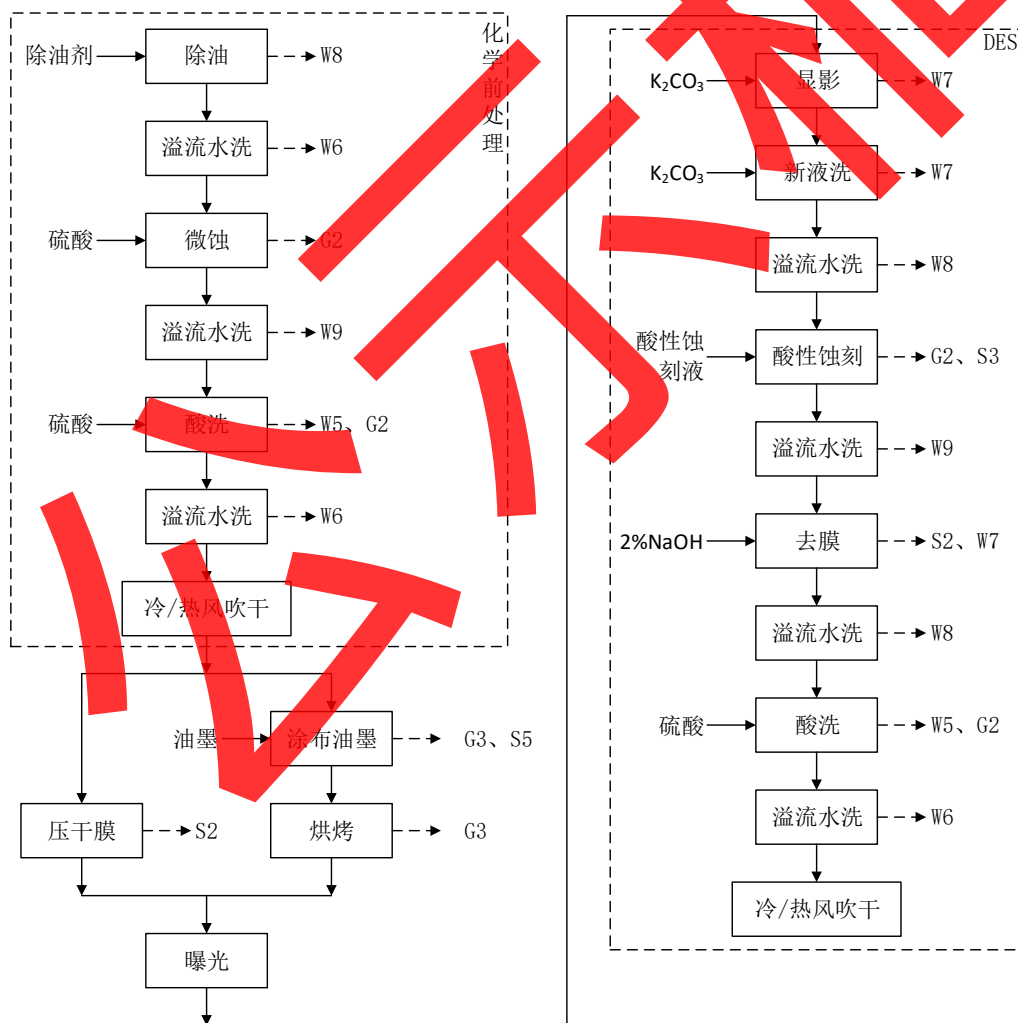 化学前处理
除油剂
除油
W8
溢流水洗
W6
硫酸
微蚀
G2
溢流水洗
W9
硫酸
酸洗
W5、G2
溢流水洗
W6
冷/热风吹干
油墨
涂布油墨
G3、S5
压干膜
S2
烘烤
G3
曝光
DES
K₂CO₃
显影
W7
K₂CO₃
新液洗
W7
溢流水洗
W8
酸性蚀
刻液
酸性蚀刻
G2、S3
溢流水洗
W9
2%NaOH
去膜
S2、W7
溢流水洗
W8
硫酸
酸洗
W5、G2
溢流水洗
W6
冷/热风吹干